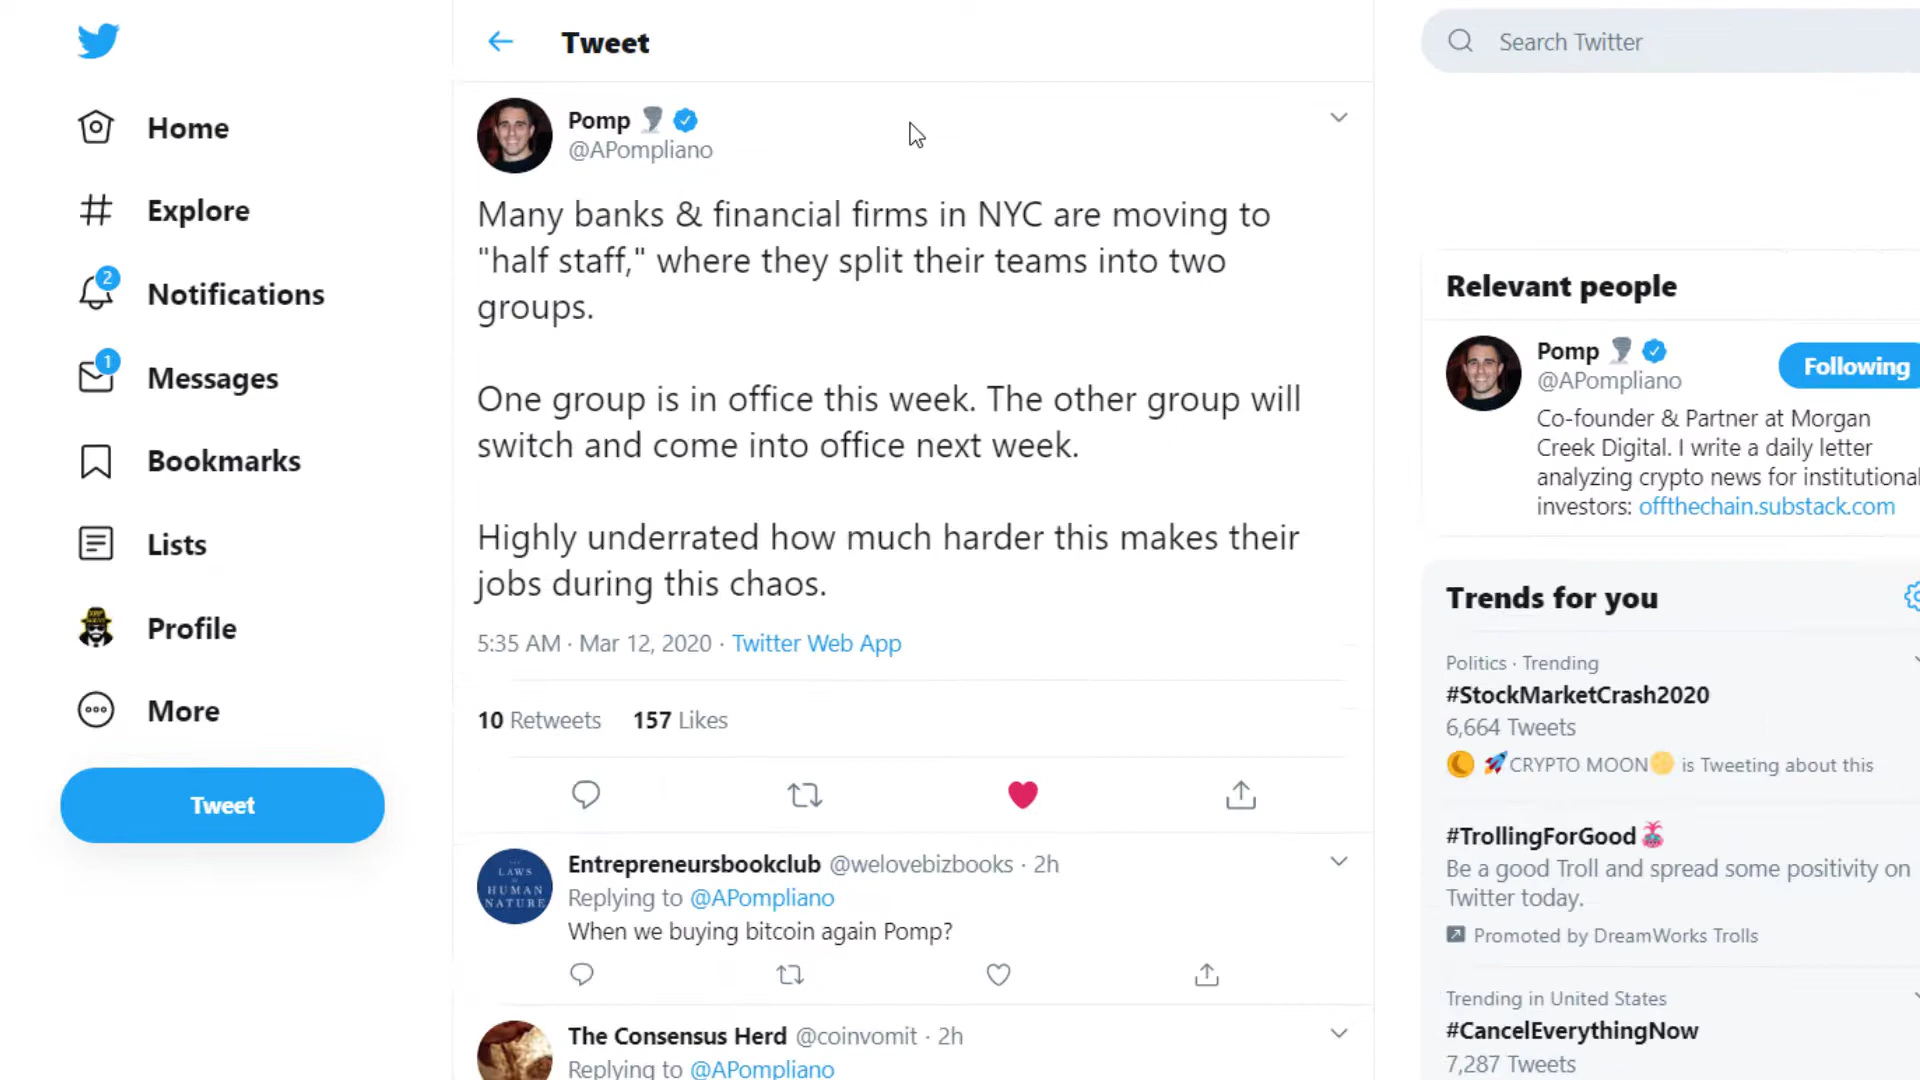 Home
Explore
2
Notifications
1
Messages
Bookmarks
Lists
Profile
More
Tweet
Tweet
Pomp
@APompliano
Many banks & financial firms in NYC are moving to
"half staff," where they split their teams into two
groups.
One group is in office this week. The other group will
switch and come into office next week.
Highly underrated how much harder this makes their
jobs during this chaos.
5:35 AM · Mar 12, 2020 · Twitter Web App
10 Retweets 157 Likes
LAWS
HUMAN
NATURE
Entrepreneursbookclub @welovebizbooks · 2h
Replying to @APompliano
When we buying bitcoin again Pomp?
The Consensus Herd @coinvomit · 2h
Replying to @APompliano
Search Twitter
Relevant people
Pomp
@APompliano
Following
Co-founder & Partner at Morgan
Creek Digital. I write a daily letter
analyzing crypto news for institutional
investors: offthechain.substack.com
Trends for you
Politics · Trending
#StockMarketCrash2020
6,664 Tweets
CRYPTO MOON is Tweeting about this
#TrollingForGood
Be a good Troll and spread some positivity on
Twitter today.
Promoted by DreamWorks Trolls
Trending in United States
#CancelEverythingNow
7,287 Tweets